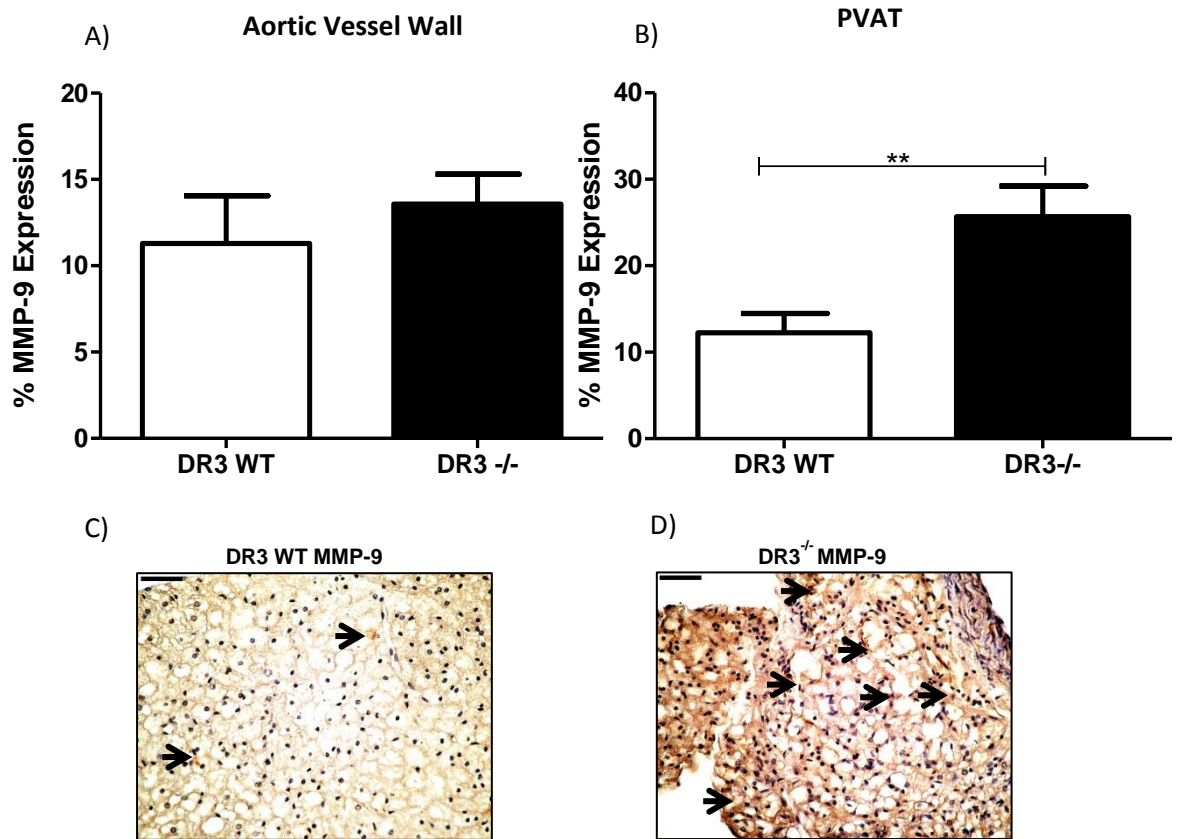 A)
Aortic Vessel Wall
% MMP-9 Expression
20
15
10
5
0
DR3 WT
DR3 -/-
B)
PVAT
% MMP-9 Expression
40
30
20
10
0
**
DR3 WT
DR3-/-
C)
DR3 WT MMP-9
D)
DR3-/- MMP-9